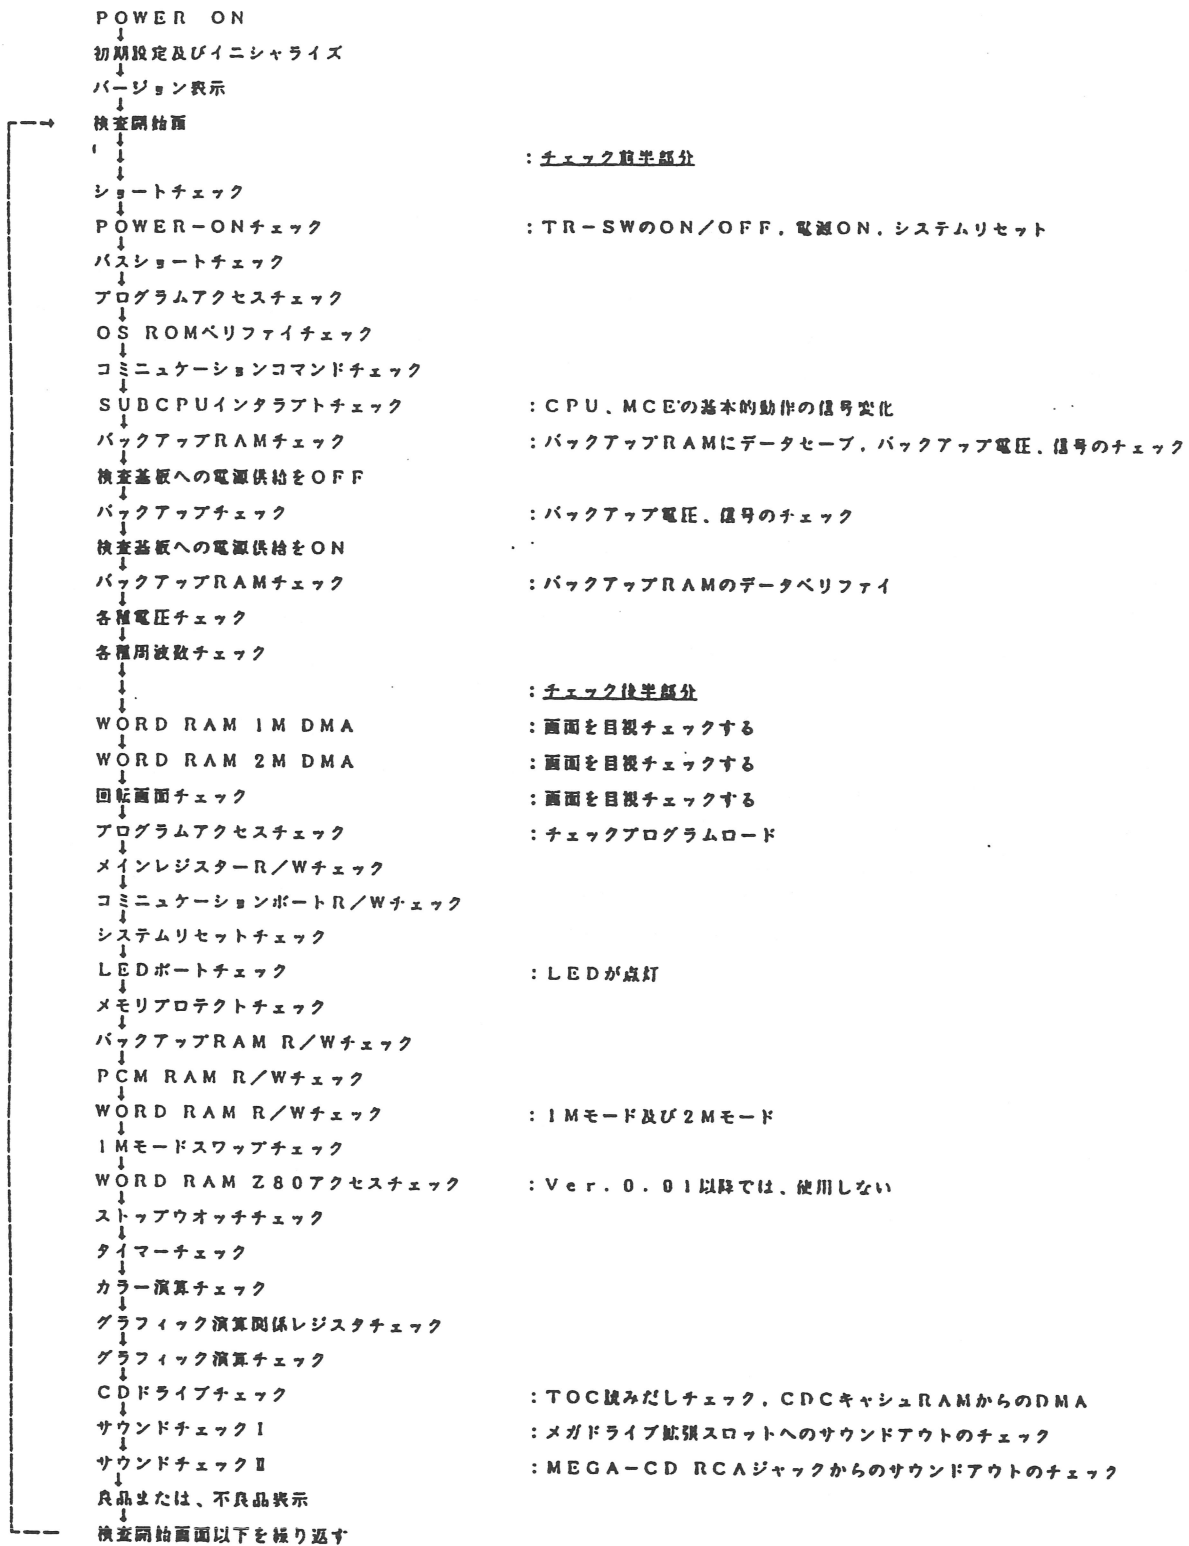 POWER ON
初期設定及びイニシャライズ
バージョン表示
検査開始画
:チェック前半部分
ショートチェック
POWER-ONチェック :TR-SWのON/OFF,電源ON,システムリセット
バスショートチェック
プログラムアクセスチェック
OS ROMベリファイチェック
コミニュケーションコマンドチェック
SUBCPUインタラプトチェック :CPU、MCEの基本的動作の信号変化
バックアップRAMチェック :バックアップRAMにデータセーブ,バックアップ電圧、信号のチェック
検査基板への電源供給をOFF
バックアップチェック :バックアップ電圧、信号のチェック
検査基板への電源供給をON
バックアップRAMチェック :バックアップRAMのデータベリファイ
各種電圧チェック
各種周波数チェック
:チェック後半部分
WORD RAM 1M DMA :画面を目視チェックする
WORD RAM 2M DMA :画面を目視チェックする
回転画面チェック :画面を目視チェックする
プログラムアクセスチェック :チェックプログラムロード
メインレジスターR/Wチェック
コミニュケーションポートR/Wチェック
システムリセットチェック
LEDポートチェック :LEDが点灯
メモリプロテクトチェック
バックアップRAM R/Wチェック
PCM RAM R/Wチェック
WORD RAM R/Wチェック :1Mモード及び2Mモード
1Mモードスワップチェック
WORD RAM Z80アクセスチェック :Ver.0.01以降では、使用しない
ストップウオッチチェック
タイマーチェック
カラー演算チェック
グラフィック演算関係レジスタチェック
グラフィック演算チェック
CDドライブチェック :TOC読みだしチェック,CDCキャシュRAMからのDMA
サウンドチェックI :メガドライブ拡張スロットへのサウンドアウトのチェック
サウンドチェックⅡ :MEGA-CD RCAジャックからのサウンドアウトのチェック
良品または、不良品表示
検査開始画面以下を繰り返す